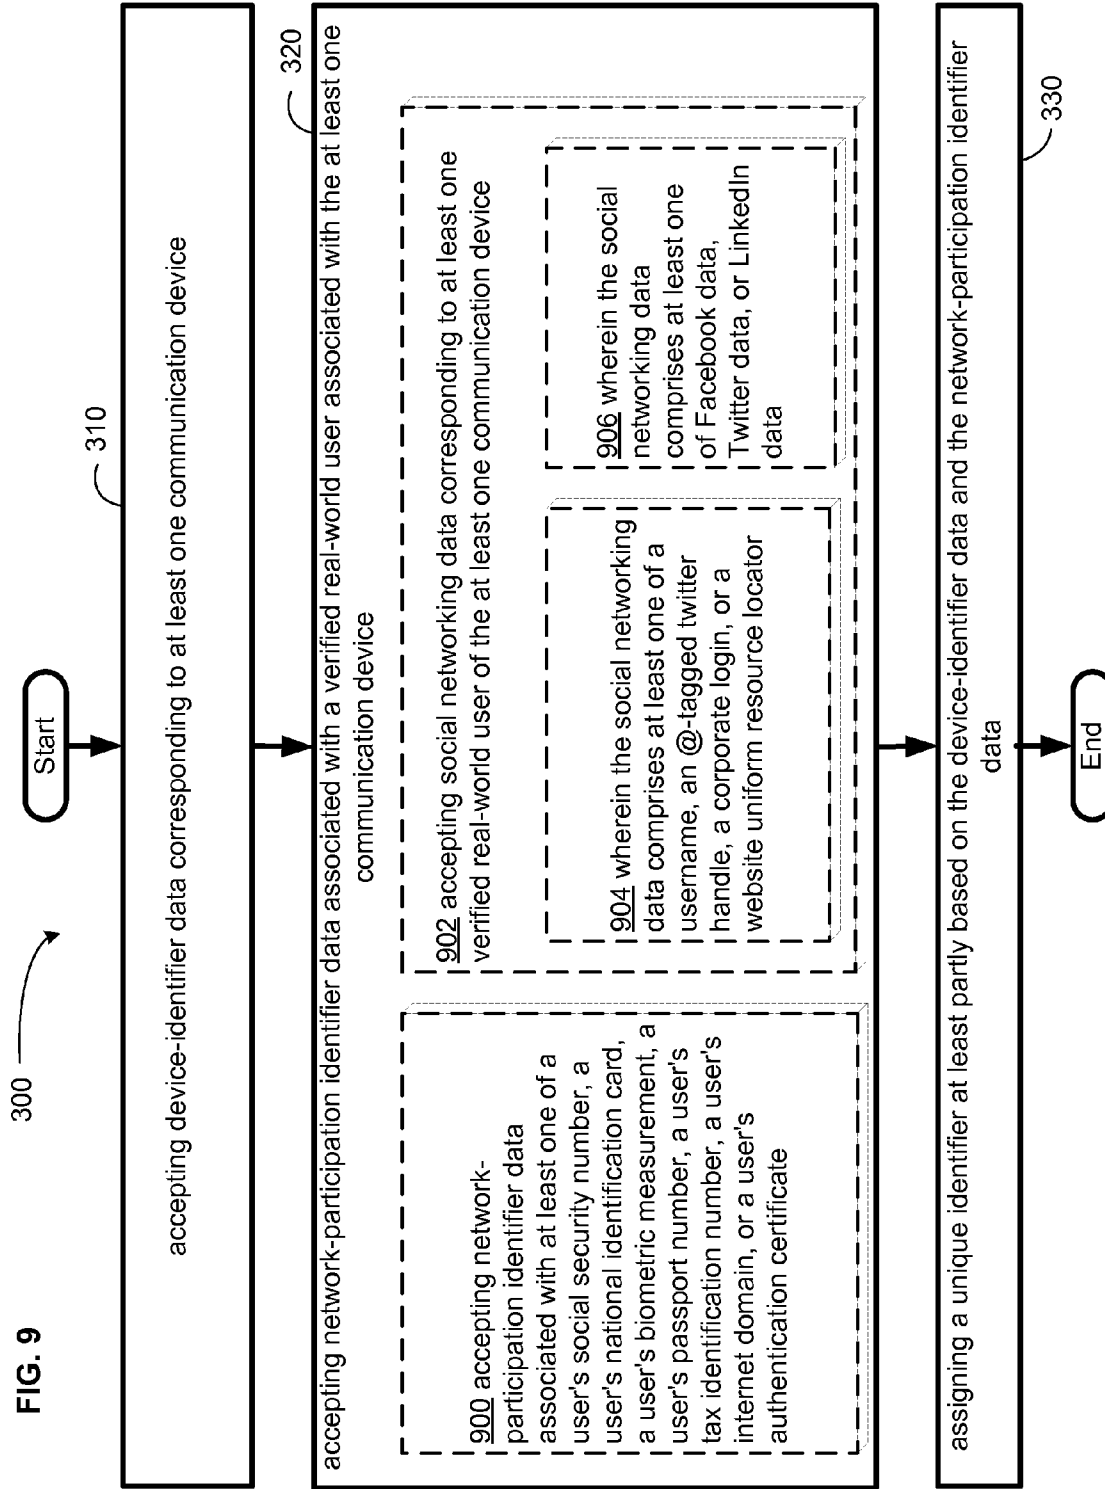 FIG. 9
300
Start
310
accepting device-identifier data corresponding to at least one communication device
320
accepting network-participation identifier data associated with a verified real-world user associated with the at least one
communication device
900 accepting network-
participation identifier data
associated with at least one of a
user's social security number, a
user's national identification card,
a user's biometric measurement, a
user's passport number, a user's
tax identification number, a user's
internet domain, or a user's
authentication certificate
902 accepting social networking data corresponding to at least one
verified real-world user of the at least one communication device
904 wherein the social networking
data comprises at least one of a
username, an @-tagged twitter
handle, a corporate login, or a
website uniform resource locator
906 wherein the social
networking data
comprises at least one
of Facebook data,
Twitter data, or LinkedIn
data
330
assigning a unique identifier at least partly based on the device-identifier data and the network-participation identifier
data
End